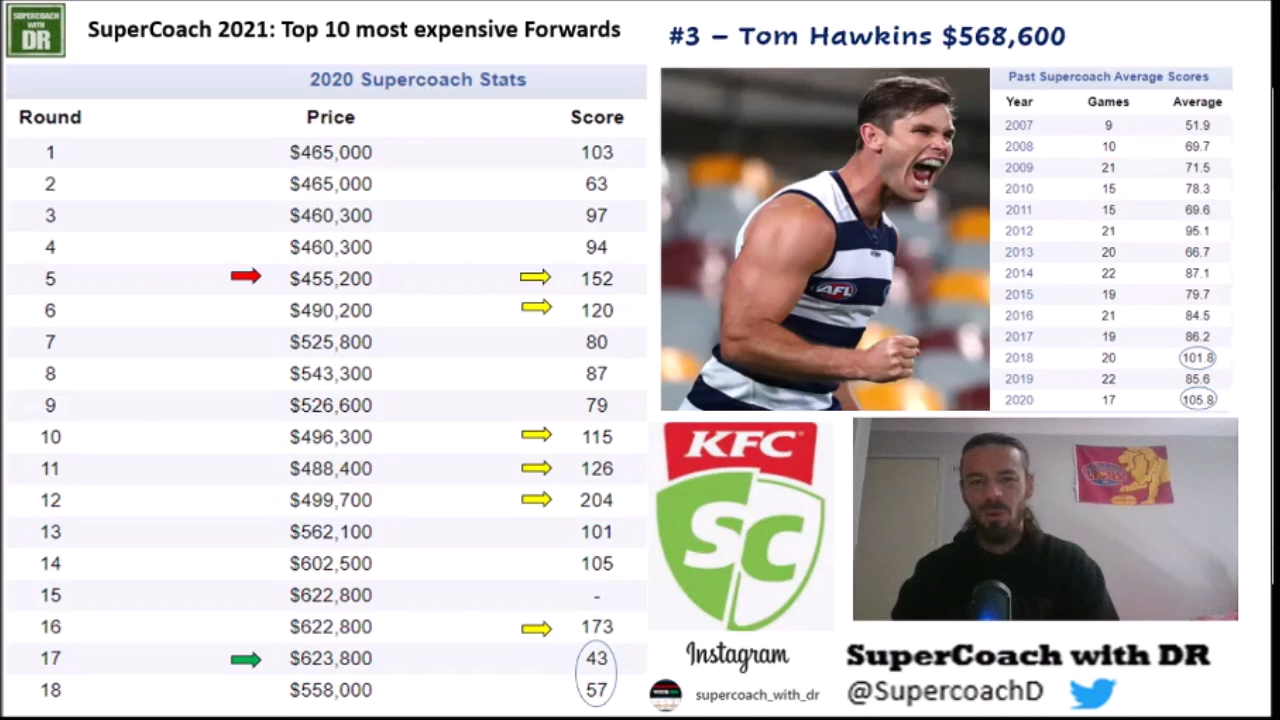 SUPERCOACH
WITH
DR
SuperCoach 2021: Top 10 most expensive Forwards
#3 – Tom Hawkins $568,600
2020 Supercoach Stats
Round Price Score
1 $465,000 103
2 $465,000 63
3 $460,300 97
4 $460,300 94
5 $455,200 152
6 $490,200 120
7 $525,800 80
8 $543,300 87
9 $526,600 79
10 $496,300 115
11 $488,400 126
12 $499,700 204
13 $562,100 101
14 $602,500 105
15 $622,800 -
16 $622,800 173
17 $623,800 43
18 $558,000 57
AFL
Past Supercoach Average Scores
Year Games Average
2007 9 51.9
2008 10 69.7
2009 21 71.5
2010 15 78.3
2011 15 69.6
2012 21 95.1
2013 20 66.7
2014 22 87.1
2015 19 79.7
2016 21 84.5
2017 19 86.2
2018 20 101.8
2019 22 85.6
2020 17 105.8
KFC
SC
Instagram
supercoach_with_dr
SuperCoach with DR
@SupercoachD